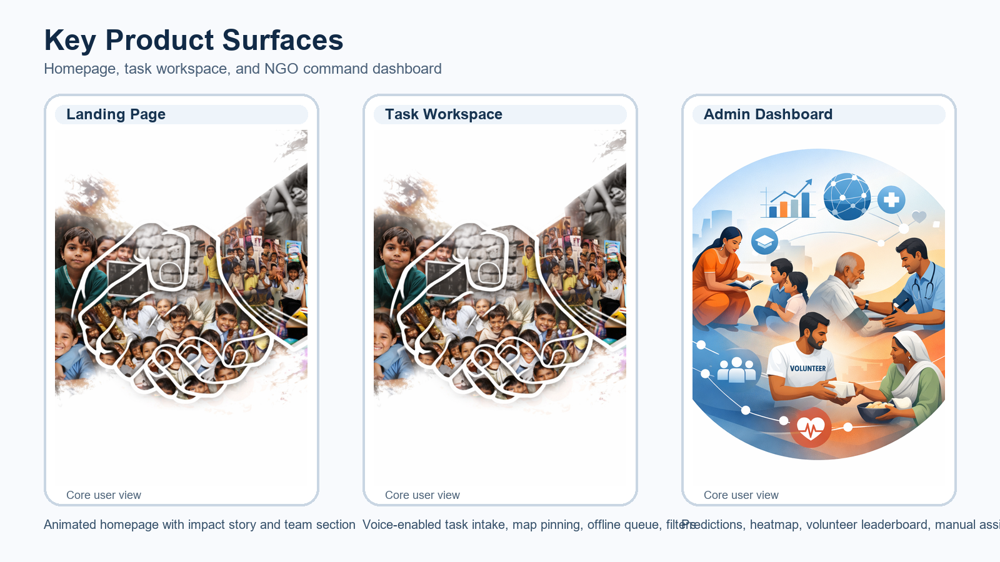 Key Product Surfaces
Homepage, task workspace, and NGO command dashboard
Landing Page
Task Workspace
Admin Dashboard
VOLUNTEER
Core user view
Core user view
Core user view
Animated homepage with impact story and team section
Voice-enabled task intake, map pinning, offline queue, filters
Predictions, heatmap, volunteer leaderboard, manual assi